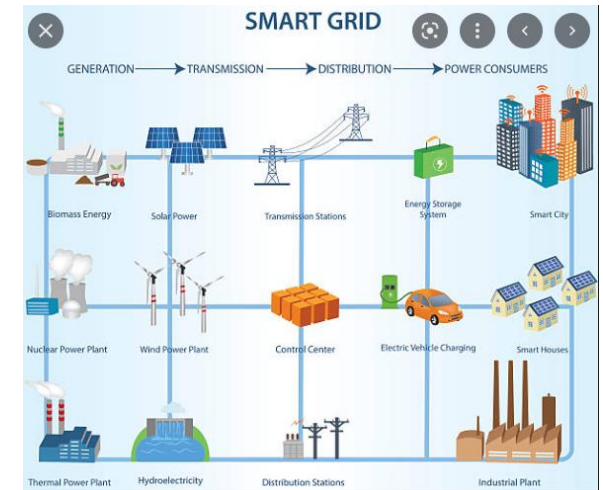 SMART GRID
GENERATION TRANSMISSION DISTRIBUTION POWER CONSUMERS
Biomass Energy
Solar Power
Transmission Stations
Energy Storage
System
Smart City
Nuclear Power Plant
Wind Power Plant
Control Center
Electric Vehicle Charging
Smart Houses
Thermal Power Plant
Hydroelectricity
Distribution Stations
Industrial Plant